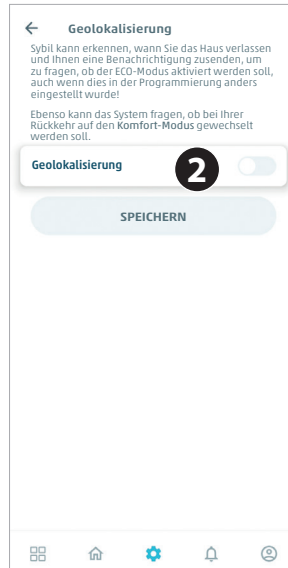 Geolokalisierung
Sybil kann erkennen, wann Sie das Haus verlassen
und Ihnen eine Benachrichtigung zusenden, um
zu fragen, ob der ECO-Modus aktiviert werden soll,
auch wenn dies in der Programmierung anders
eingestellt wurde!
Ebenso kann das System fragen, ob bei Ihrer
Rückkehr auf den Komfort-Modus gewechselt
werden soll.
Geolokalisierung 2
SPEICHERN